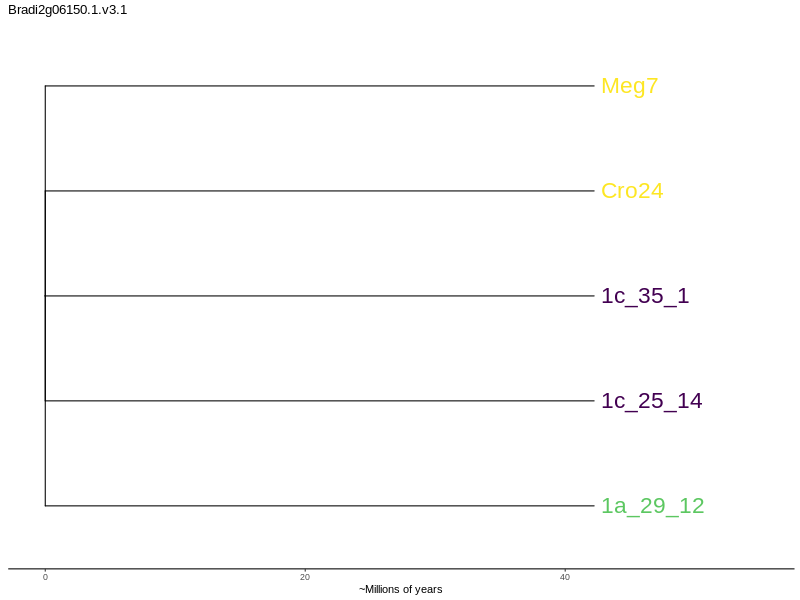 Bradi2g06150.1.v3.1
Meg7
Cro24
1c_35_1
1c_25_14
1a_29_12
0 20 40
~Millions of years